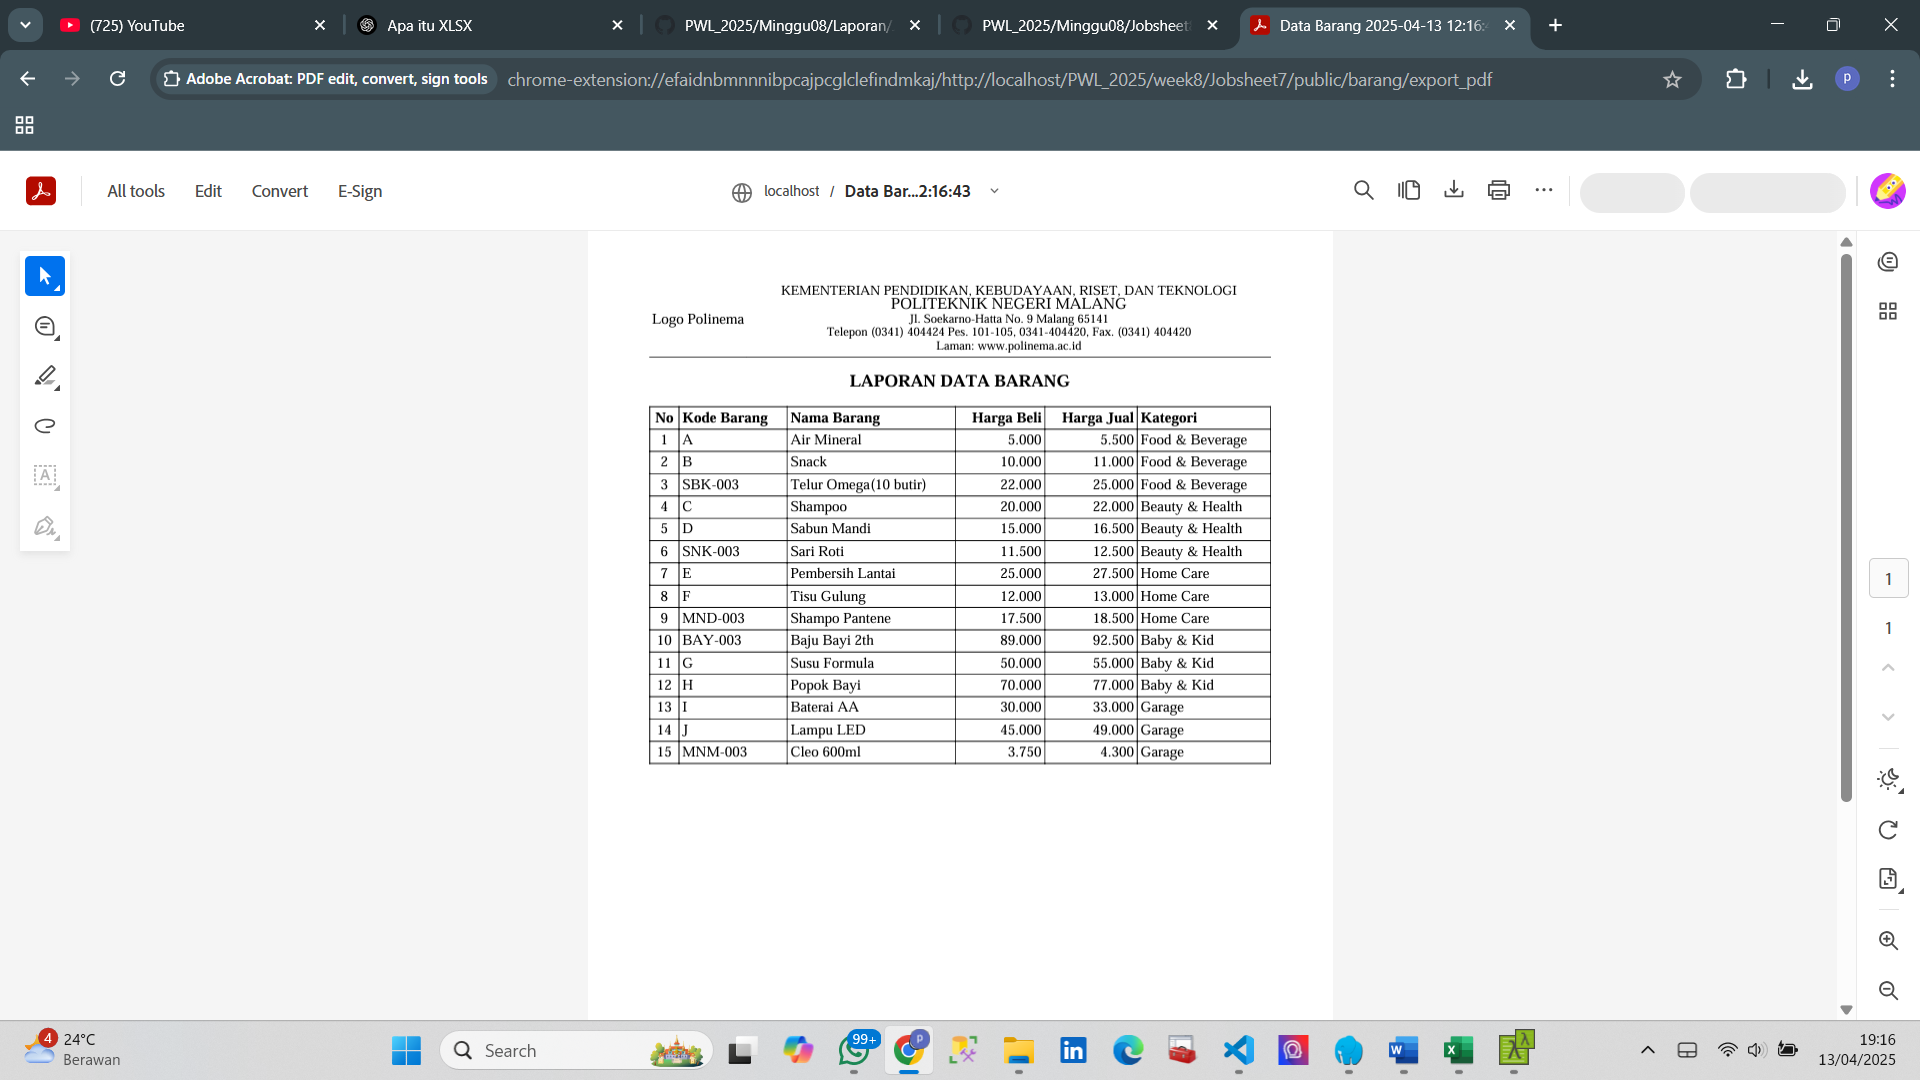 (725) YouTube
Apa itu XLSX
PWL_2025/Minggu08/Laporan/
PWL_2025/Minggu08/Jobsheet
Data Barang 2025-04-13 12:16:
Adobe Acrobat: PDF edit, convert, sign tools
chrome-extension://efaidnbmnnnibpcajpcglclefindmkaj/http://localhost/PWL_2025/week8/Jobsheet7/public/barang/export_pdf
P
All tools Edit Convert E-Sign
localhost / Data Bar...2:16:43
KEMENTERIAN PENDIDIKAN, KEBUDAYAAN, RISET, DAN TEKNOLOGI
POLITEKNIK NEGERI MALANG
Logo Polinema
Jl. Soekarno-Hatta No. 9 Malang 65141
Telepon (0341) 404424 Pes. 101-105, 0341-404420, Fax. (0341) 404420
Laman: www.polinema.ac.id
LAPORAN DATA BARANG
No Kode Barang Nama Barang Harga Beli Harga Jual Kategori
1 A Air Mineral 5.000 5.500 Food & Beverage
2 B Snack 10.000 11.000 Food & Beverage
3 SBK-003 Telur Omega(10 butir) 22.000 25.000 Food & Beverage
4 C Shampoo 20.000 22.000 Beauty & Health
5 D Sabun Mandi 15.000 16.500 Beauty & Health
6 SNK-003 Sari Roti 11.500 12.500 Beauty & Health
7 E Pembersih Lantai 25.000 27.500 Home Care
8 F Tisu Gulung 12.000 13.000 Home Care
9 MND-003 Shampo Pantene 17.500 18.500 Home Care
10 BAY-003 Baju Bayi 2th 89.000 92.500 Baby & Kid
11 G Susu Formula 50.000 55.000 Baby & Kid
12 H Popok Bayi 70.000 77.000 Baby & Kid
13 I Baterai AA 30.000 33.000 Garage
14 J Lampu LED 45.000 49.000 Garage
15 MNM-003 Cleo 600ml 3.750 4.300 Garage
1
1
4
24°C
Berawan
Search
99+
P
19:16
13/04/2025